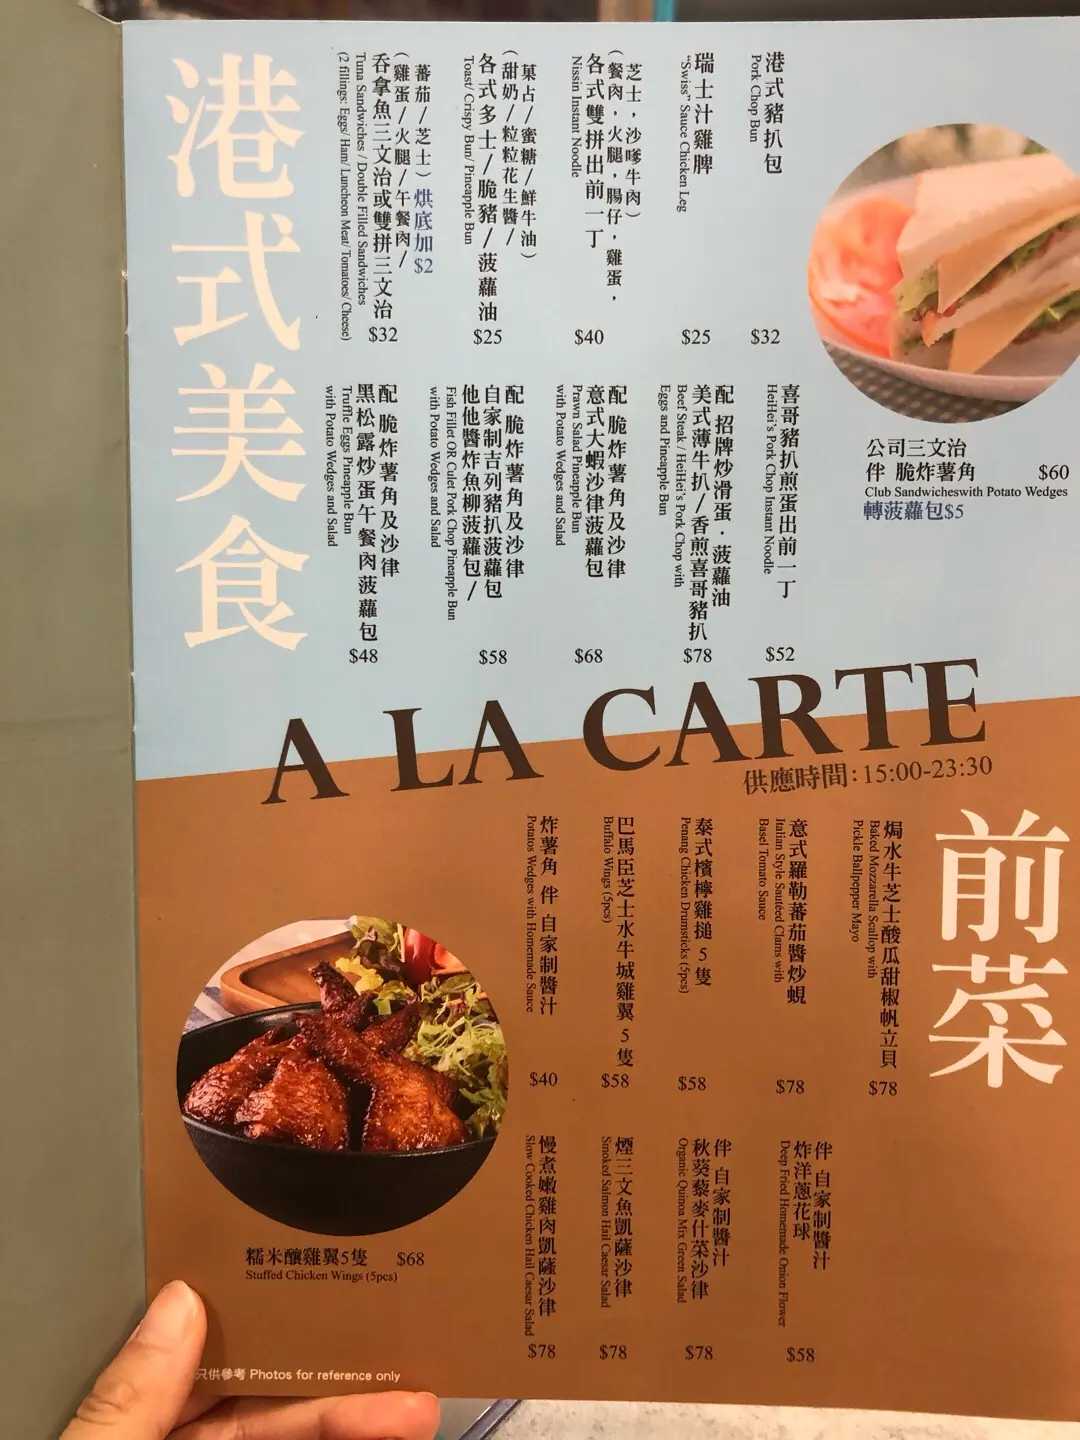 港式美食
港式豬扒包
Pork Chop Bun
$32
瑞士汁雞脾
"Swiss" Sauce Chicken Leg
$25
芝士，沙嗲牛肉）
（餐肉，火腿，腸仔，雞蛋，
各式雙拼出前一丁
Nissin Instant Noodle
$40
菓占/蜜糖/鮮牛油）
（甜奶/粒粒花生醬/
各式多士/脆豬/菠蘿油
Toast/ Crispy Bun/ Pineapple Bun
$25
蕃茄/芝士）烘底加$2
（雞蛋/火腿/午餐肉/
吞拿魚三文治或雙拼三文治
Tuna Sandwiches / Double Filled Sandwiches
(2 fillings: Eggs/ Ham/ Luncheon Meat/ Tomatoes/ Cheese)
$32
喜哥豬扒煎蛋出前一丁
HeiHei's Pork Chop Instant Noodle
$52
配 招牌炒滑蛋．菠蘿油
美式薄牛扒/香煎喜哥豬扒
Beef Steak / HeiHei's Pork Chop with
Eggs and Pineapple Bun
$78
配 脆炸薯角及沙律
意式大蝦沙律菠蘿包
Prawn Salad Pineapple Bun
with Potato Wedges and Salad
$68
配 脆炸薯角及沙律
自家制吉列豬扒菠蘿包
他他醬炸魚柳菠蘿包/
Fish Fillet OR Culet Pork Chop Pineapple Bun
with Potato Wedges and Salad
$58
配 脆炸薯角及沙律
黑松露炒蛋午餐肉菠蘿包
Truffle Eggs Pineapple Bun
with Potato Wedges and Salad
$48
公司三文治
伴 脆炸薯角 $60
Club Sandwicheswith Potato Wedges
轉菠蘿包$5
A LA CARTE
供應時間：15:00-23:30
前菜
焗水牛芝士酸瓜甜椒帆立貝
Baked Mozzarella Scallop with
Pickle Ballpepper Mayo
$78
意式羅勒蕃茄醬炒蜆
Italian Style Sautéed Clams with
Basel Tomato Sauce
$78
泰式檳檸雞搥 5隻
Penang Chicken Drumsticks (5pcs)
$58
巴馬臣芝士水牛城雞翼 5隻
Buffalo Wings (5pcs)
$58
炸薯角 伴 自家制醬汁
Potatos Wedges with Homemade Sauce
$40
伴 自家制醬汁
炸洋蔥花球
Deep Fried Homemade Onion Flower
$58
伴 自家制醬汁
秋葵藜麥什菜沙律
Organic Quinoa Mix Green Salad
$78
煙三文魚凱薩沙律
Smoked Salmon Hail Caesar Salad
$78
慢煮嫩雞肉凱薩沙律
Slow Cooked Chicken Hail Caesar Salad
$78
糯米釀雞翼5隻 $68
Stuffed Chicken Wings (5pcs)
只供參考 Photos for reference only